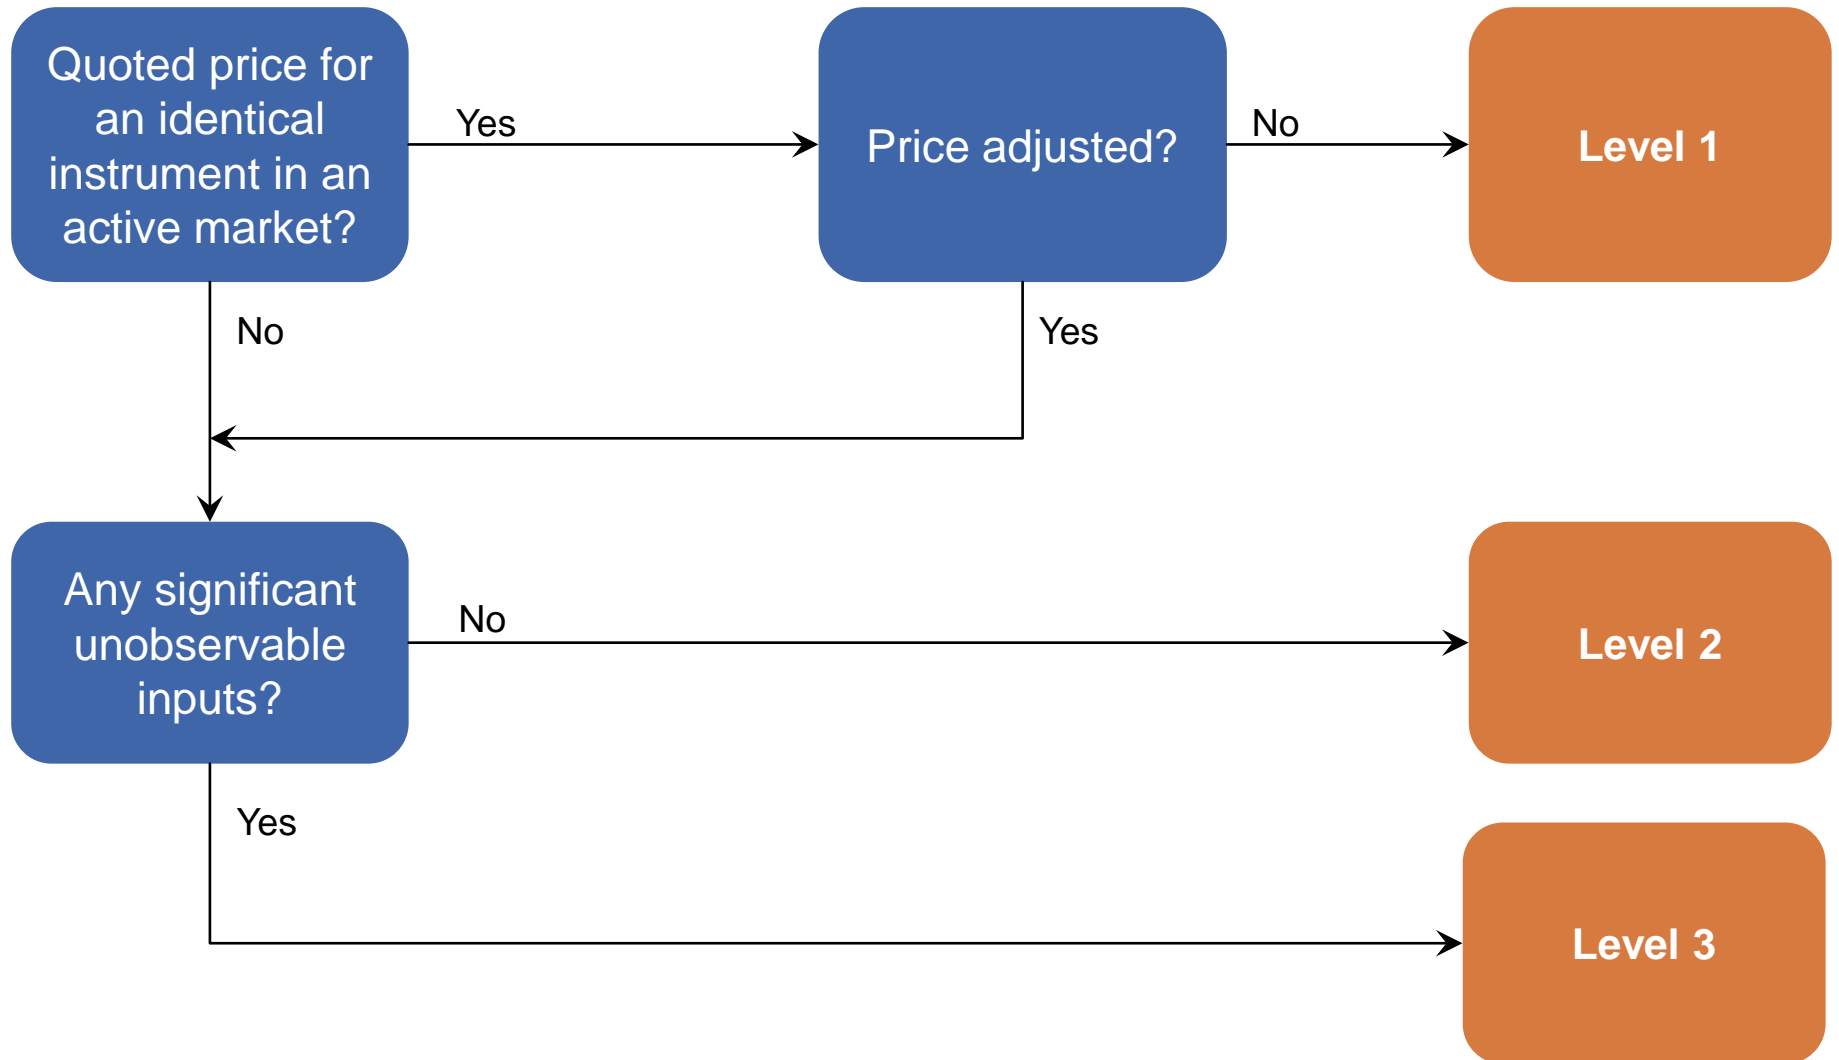 Quoted price for
an identical
instrument in an
active market?
Yes
Price adjusted?
No
Level 1
No
Yes
Any significant
unobservable
inputs?
No
Level 2
Yes
Level 3